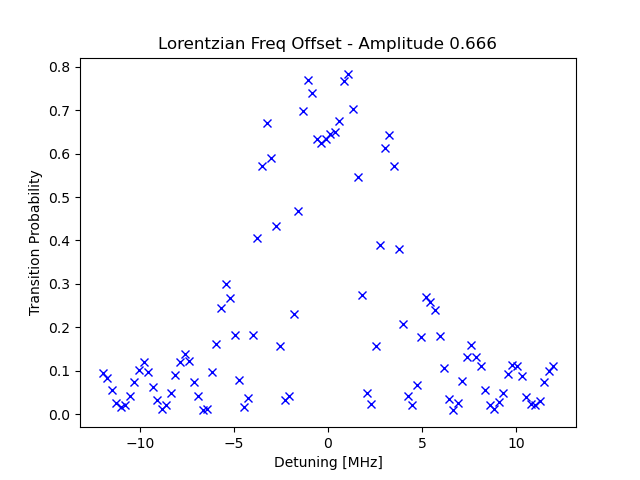 Lorentzian Freq Offset - Amplitude 0.666
0.8
0.7
0.6
0.5
0.4
0.3
0.2
0.1
0.0
Transition Probability
−10 −5 0 5 10
Detuning [MHz]